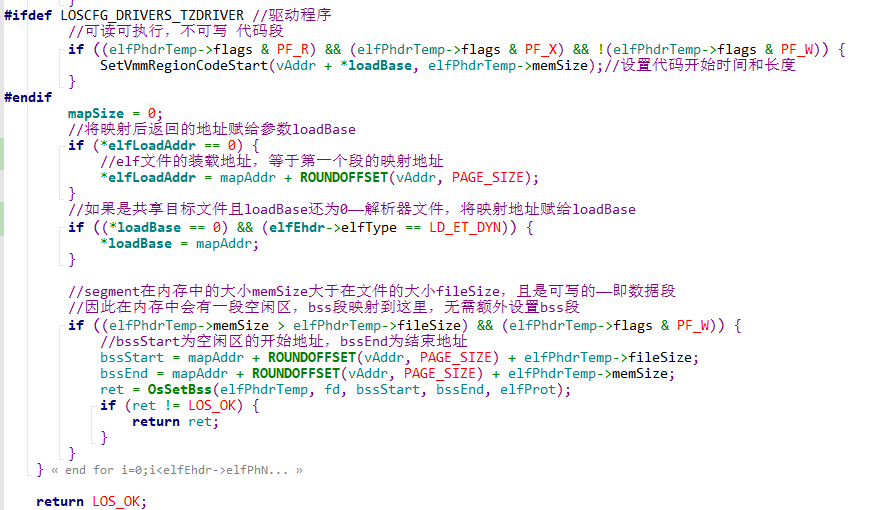 #ifdef LOSCFG_DRIVERS_TZDRIVER //驱动程序
//可读可执行，不可写 代码段
if ((elfPhdrTemp->flags & PF_R) && (elfPhdrTemp->flags & PF_X) && !(elfPhdrTemp->flags & PF_W)) {
SetVmmRegionCodeStart(vAddr + *loadBase, elfPhdrTemp->memSize);//设置代码开始时间和长度
}
#endif
mapSize = 0;
//将映射后返回的地址赋给参数loadBase
if (*elfLoadAddr == 0) {
//elf文件的装载地址，等于第一个段的映射地址
*elfLoadAddr = mapAddr + ROUNDOFFSET(vAddr, PAGE_SIZE);
}
//如果是共享目标文件且loadBase还为0——解析器文件，将映射地址赋给loadBase
if ((*loadBase == 0) && (elfEhdr->elfType == LD_ET_DYN)) {
*loadBase = mapAddr;
}
//segment在内存中的大小memSize大于在文件的大小fileSize，且是可写的——即数据段
//因此在内存中会有一段空闲区，bss段映射到这里，无需额外设置bss段
if ((elfPhdrTemp->memSize > elfPhdrTemp->fileSize) && (elfPhdrTemp->flags & PF_W)) {
//bssStart为空闲区的开始地址，bssEnd为结束地址
bssStart = mapAddr + ROUNDOFFSET(vAddr, PAGE_SIZE) + elfPhdrTemp->fileSize;
bssEnd = mapAddr + ROUNDOFFSET(vAddr, PAGE_SIZE) + elfPhdrTemp->memSize;
ret = OsSetBss(elfPhdrTemp, fd, bssStart, bssEnd, elfProt);
if (ret != LOS_OK) {
return ret;
}
}
} « end for i=0;i<elfEhdr->elfPhN... »
return LOS_OK;